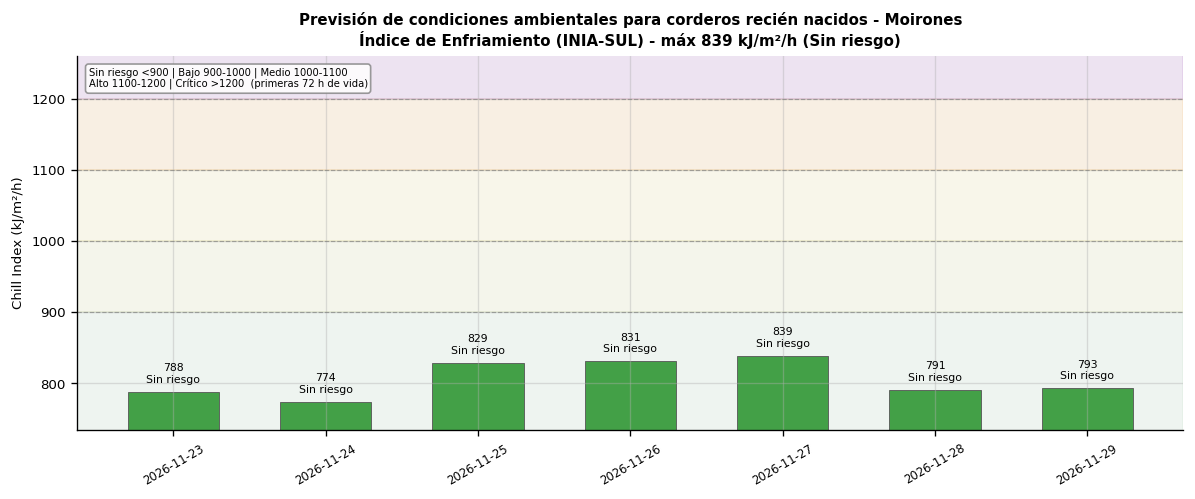 Previsión de condiciones ambientales para corderos recién nacidos - Moirones
Índice de Enfriamiento (INIA-SUL) - máx 839 kJ/m²/h (Sin riesgo)
Sin riesgo <900 | Bajo 900-1000 | Medio 1000-1100
Alto 1100-1200 | Crítico >1200  (primeras 72 h de vida)
Chill Index (kJ/m²/h)
1200
1100
1000
900
800
788
Sin riesgo
774
Sin riesgo
829
Sin riesgo
831
Sin riesgo
839
Sin riesgo
791
Sin riesgo
793
Sin riesgo
2026-11-23
2026-11-24
2026-11-25
2026-11-26
2026-11-27
2026-11-28
2026-11-29